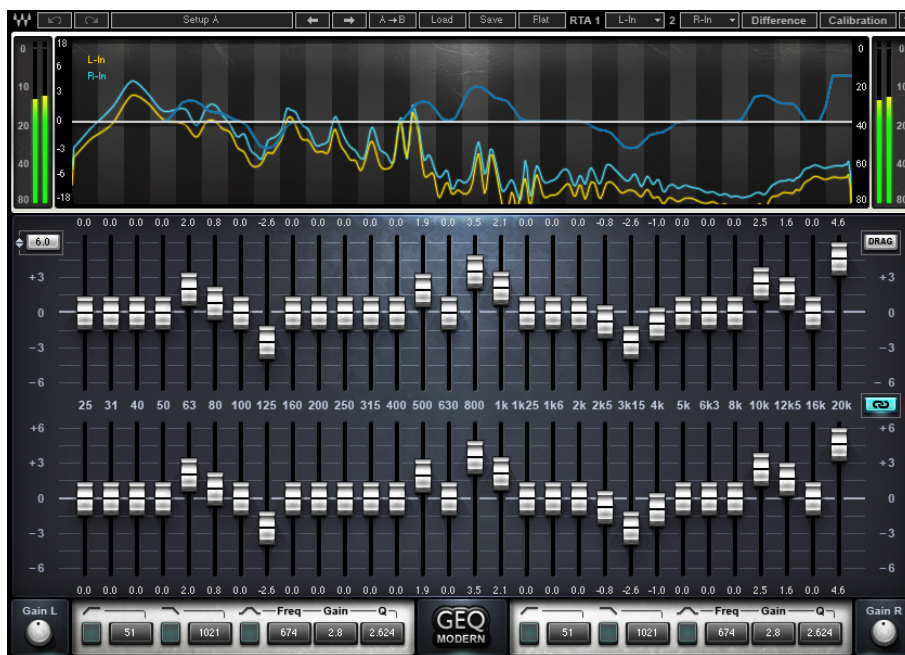 Setup A A→B Load Save Flat RTA 1 L-In 2 R-In Difference Calibration
0 18 0 0
6 L-In
10 3 R-In 20 10
20 0 40 20
-3
40 -6 60 40
80 -18 80 80
0.0 0.0 0.0 0.0 2.0 0.8 0.0 -2.6 0.0 0.0 0.0 0.0 0.0 1.9 0.0 3.5 2.1 0.0 0.0 0.0 -0.8 -2.6 -1.0 0.0 0.0 0.0 2.5 1.6 0.0 4.6
6.0 DRAG
+3 +3
0 0
-3 -3
-6 -6
25 31 40 50 63 80 100 125 160 200 250 315 400 500 630 800 1k 1k25 1k6 2k 2k5 3k15 4k 5k 6k3 8k 10k 12k5 16k 20k
+6 +6
+3 +3
0 0
-3 -3
-6 -6
0.0 0.0 0.0 0.0 2.0 0.8 0.0 -2.6 0.0 0.0 0.0 0.0 0.0 1.9 0.0 3.5 2.1 0.0 0.0 0.0 -0.8 -2.6 -1.0 0.0 0.0 0.0 2.5 1.6 0.0 4.6
Gain L Freq Gain Q GEQ Freq Gain Q Gain R
51 1021 674 2.8 2.624 MODERN 51 1021 674 2.8 2.624